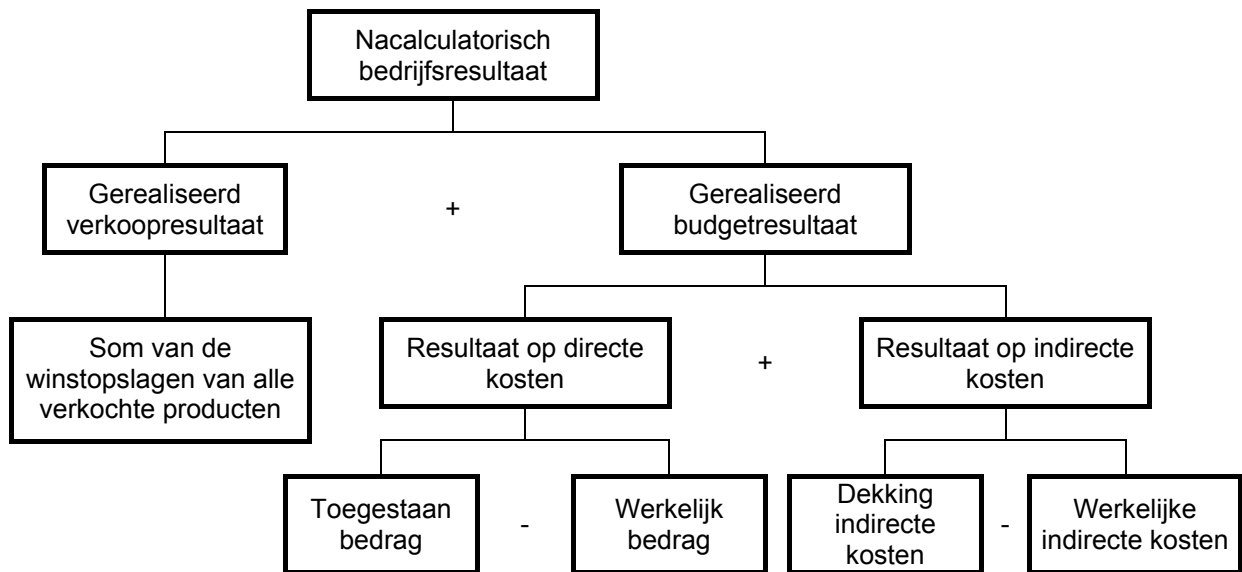 Nacalculatorisch
bedrijfsresultaat
Gerealiseerd
verkoopresultaat
+
Gerealiseerd
budgetresultaat
Som van de
winstopslagen van alle
verkochte producten
Resultaat op directe
kosten
+
Resultaat op indirecte
kosten
Toegestaan
bedrag
-
Werkelijk
bedrag
Dekking
indirecte
kosten
-
Werkelijke
indirecte kosten